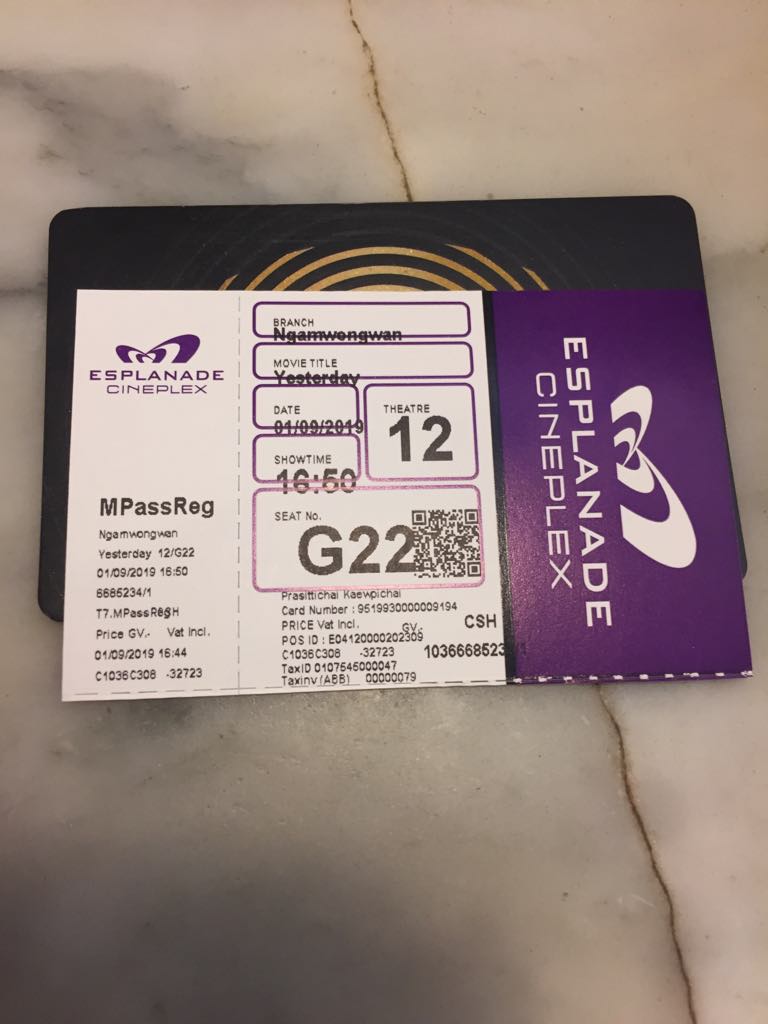 ESPLANADE
CINEPLEX
MPassReg
Ngamwongwan
Yesterday 12/G22
01/09/2019 16:50
6685234/1
Price GV.- Vat Incl.
01/09/2019 16:44
C1036C308 -32723
BRANCH
Ngamwongwan
MOVIE TITLE
Yesterday
DATE
01/09/2019
THEATRE
12
SHOWTIME
16:50
SEAT No.
G22
Prasittichai Kaewpichai
Card Number : 9519930000009194
PRICE Vat Incl. GV.- CSH
POS ID : E04120000202309
C1036C308 -32723
TaxID 0107545000047
TaxInv (ABB) 00000079
ESPLANADE
CINEPLEX